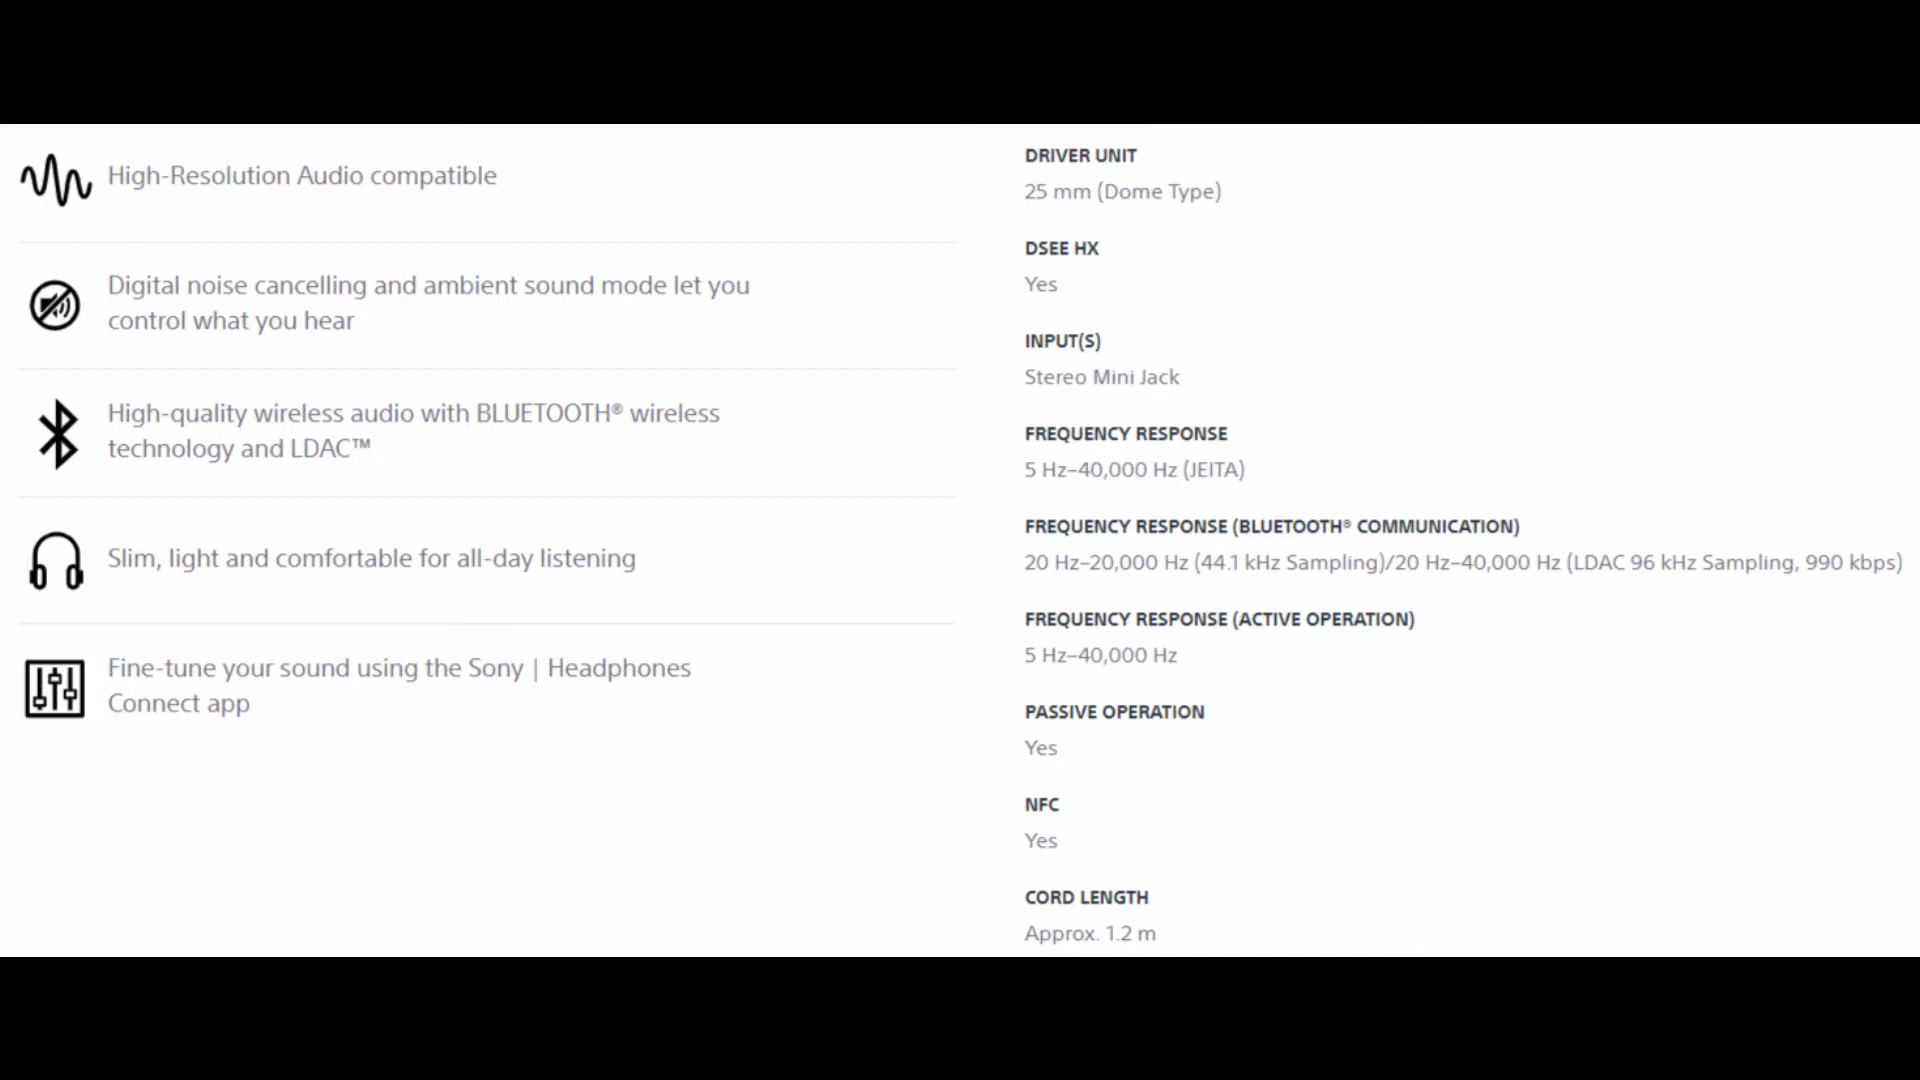 High-Resolution Audio compatible
Digital noise cancelling and ambient sound mode let you
control what you hear
High-quality wireless audio with BLUETOOTH® wireless
technology and LDAC™
Slim, light and comfortable for all-day listening
Fine-tune your sound using the Sony | Headphones
Connect app
DRIVER UNIT
25 mm (Dome Type)
DSEE HX
Yes
INPUT(S)
Stereo Mini Jack
FREQUENCY RESPONSE
5 Hz–40,000 Hz (JEITA)
FREQUENCY RESPONSE (BLUETOOTH® COMMUNICATION)
20 Hz–20,000 Hz (44.1 kHz Sampling)/20 Hz–40,000 Hz (LDAC 96 kHz Sampling, 990 kbps)
FREQUENCY RESPONSE (ACTIVE OPERATION)
5 Hz–40,000 Hz
PASSIVE OPERATION
Yes
NFC
Yes
CORD LENGTH
Approx. 1.2 m